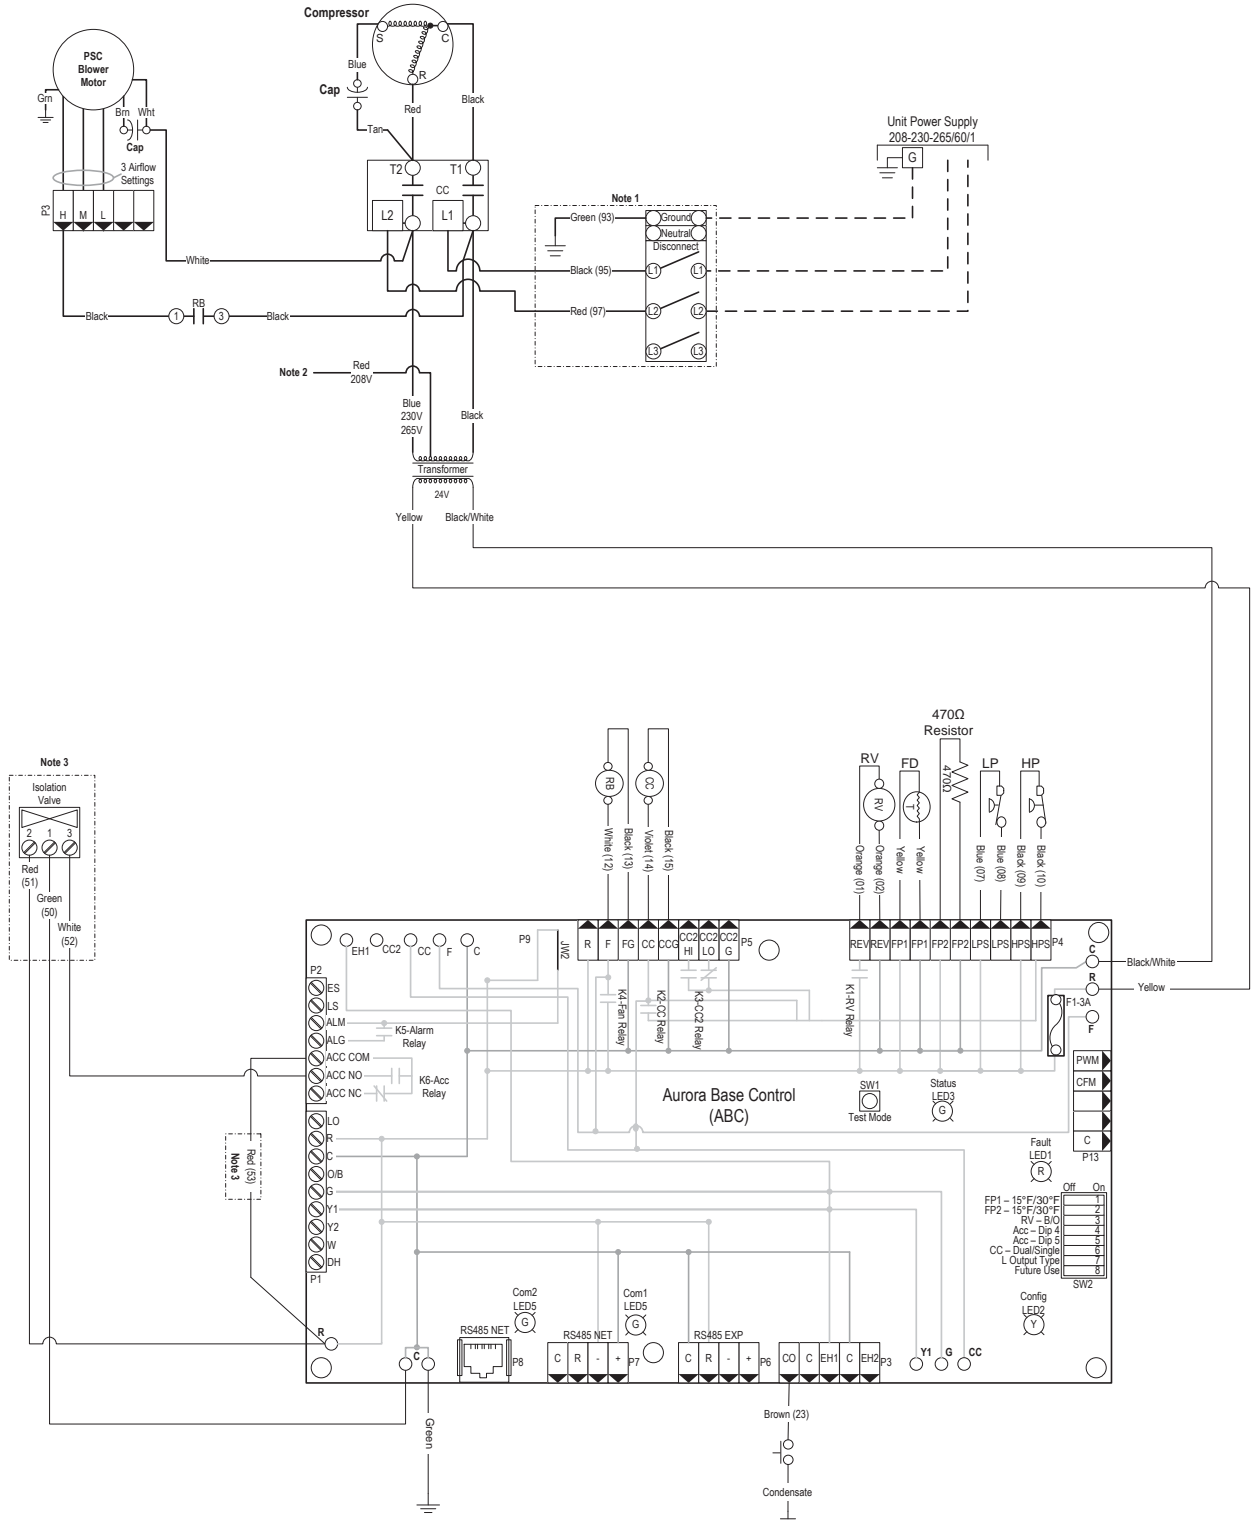 Compressor
S
C
R
Blue
Cap
Tan
Red
Black
PSC
Blower
Motor
Grn
Brn
Wht
Cap
3 Airflow
Settings
P3
H
M
L
T2
T1
CC
L2
L1
White
Black
RB
1
3
Black
Unit Power Supply
208-230-265/60/1
G
Note 1
Green (93)
Ground
Neutral
Disconnect
Black (95)
L1
L1
Red (97)
L2
L2
L3
L3
Note 2
Red
208V
Blue
230V
265V
Black
Transformer
24V
Yellow
Black/White
Note 3
Isolation
Valve
2
1
3
Red
(51)
Green
(50)
White
(52)
RB
White (12)
Black (13)
CC
Violet (14)
Black (15)
RV
RV
Orange (01)
Orange (02)
FD
T
Yellow
Yellow
470Ω
Resistor
470Ω
LP
Blue (07)
Blue (08)
HP
Black (09)
Black (10)
EH1
CC2
CC
F
C
P9
JW2
R
F
FG
CC
CCG
CC2
HI
CC2
LO
CC2
G
P5
REV
REV
FP1
FP1
FP2
FP2
LPS
LPS
HPS
HPS
P4
C
Black/White
R
Yellow
F1-3A
F
P2
ES
LS
ALM
ALG
ACC COM
ACC NO
ACC NC
K5-Alarm
Relay
K6-Acc
Relay
K4-Fan Relay
K2-CC Relay
K3-CC2 Relay
K1-RV Relay
Aurora Base Control
(ABC)
SW1
Test Mode
Status
LED3
G
PWM
CFM
C
P13
LO
R
C
O/B
G
Y1
Y2
W
DH
P1
Red (53)
Note 3
Fault
LED1
R
Off
On
FP1 – 15°F/30°F
1
FP2 – 15°F/30°F
2
RV – B/O
3
Acc – Dip 4
4
Acc – Dip 5
5
CC – Dual/Single
6
L Output Type
7
Future Use
8
SW2
Config
LED2
Y
R
C
Com2
LED5
G
Com1
LED5
G
RS485 NET
P8
RS485 NET
C
R
-
+
P7
RS485 EXP
C
R
-
+
P6
CO
C
EH1
C
EH2
P3
Y1
G
CC
Green
Brown (23)
Condensate